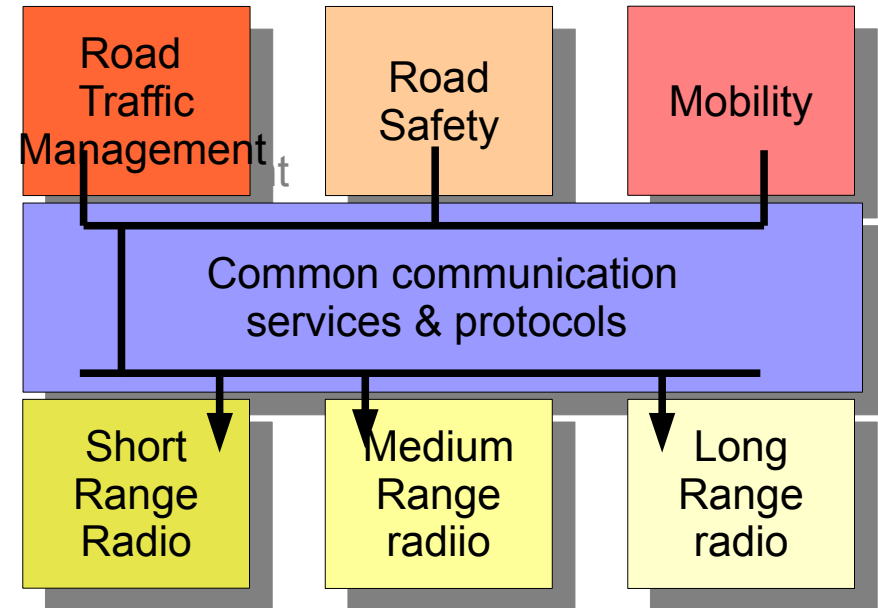 Road
Traffic
Management
Road
Safety
Mobility
Common communication
services & protocols
Short
Range
Radio
Medium
Range
radiio
Long
Range
radio